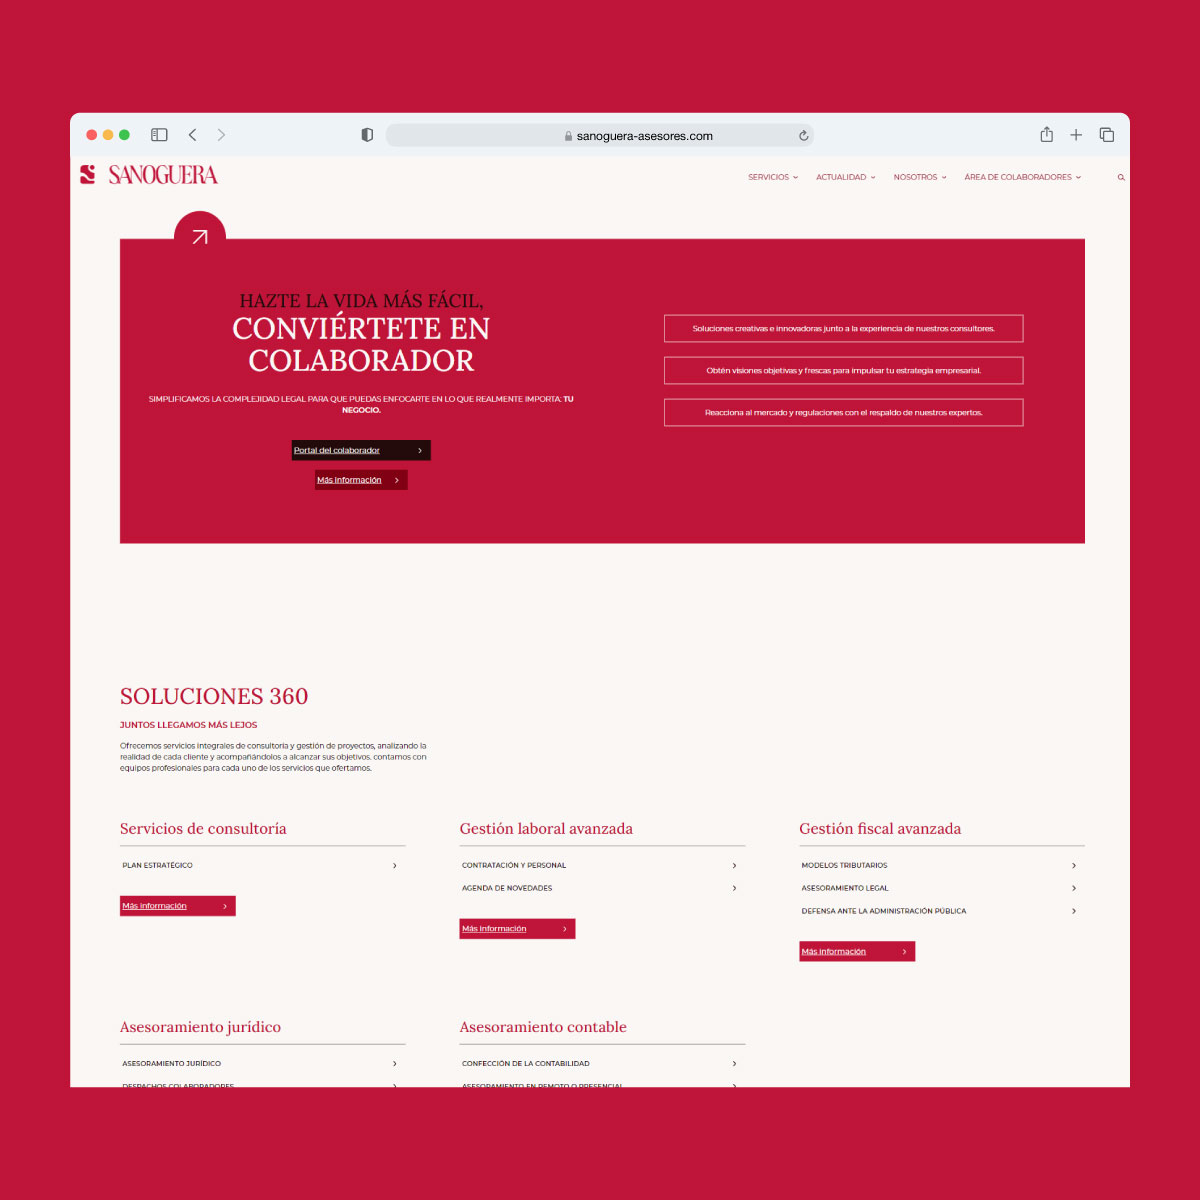 sanoguera-asesores.com
SANOGUERA
SERVICIOS
ACTUALIDAD
NOSOTROS
ÁREA DE COLABORADORES
HAZTE LA VIDA MÁS FÁCIL,
CONVIÉRTETE EN
COLABORADOR
SIMPLIFICAMOS LA COMPLEJIDAD LEGAL PARA QUE PUEDAS ENFOCARTE EN LO QUE REALMENTE IMPORTA: TU
NEGOCIO.
Portal del colaborador
Más información
Soluciones creativas e innovadoras junto a la experiencia de nuestros consultores.
Obtén visiones objetivas y frescas para impulsar tu estrategia empresarial.
Reacciona al mercado y regulaciones con el respaldo de nuestros expertos.
SOLUCIONES 360
JUNTOS LLEGAMOS MÁS LEJOS
Ofrecemos servicios integrales de consultoría y gestión de proyectos, analizando la
realidad de cada cliente y acompañándolos a alcanzar sus objetivos. contamos con
equipos profesionales para cada uno de los servicios que ofertamos.
Servicios de consultoría
PLAN ESTRATÉGICO
Más información
Gestión laboral avanzada
CONTRATACIÓN Y PERSONAL
AGENDA DE NOVEDADES
Más información
Gestión fiscal avanzada
MODELOS TRIBUTARIOS
ASESORAMIENTO LEGAL
DEFENSA ANTE LA ADMINISTRACIÓN PÚBLICA
Más información
Asesoramiento jurídico
ASESORAMIENTO JURÍDICO
DESPACHOS COLABORADORES
Asesoramiento contable
CONFECCIÓN DE LA CONTABILIDAD
ASESORAMIENTO EN REMOTO O PRESENCIAL